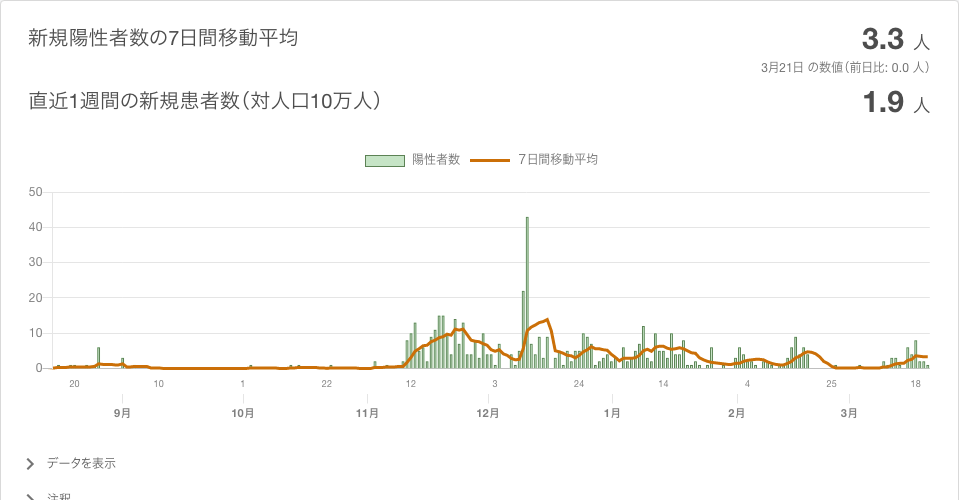 新規陽性者数の7日間移動平均
3.3 人
3月21日 の数値（前日比: 0.0 人）
直近1週間の新規患者数（対人口10万人）
1.9 人
陽性者数 7日間移動平均
50
40
30
20
10
0
20 10 1 22 12 3 24 14 4 25 18
9月 10月 11月 12月 1月 2月 3月
データを表示
注釈